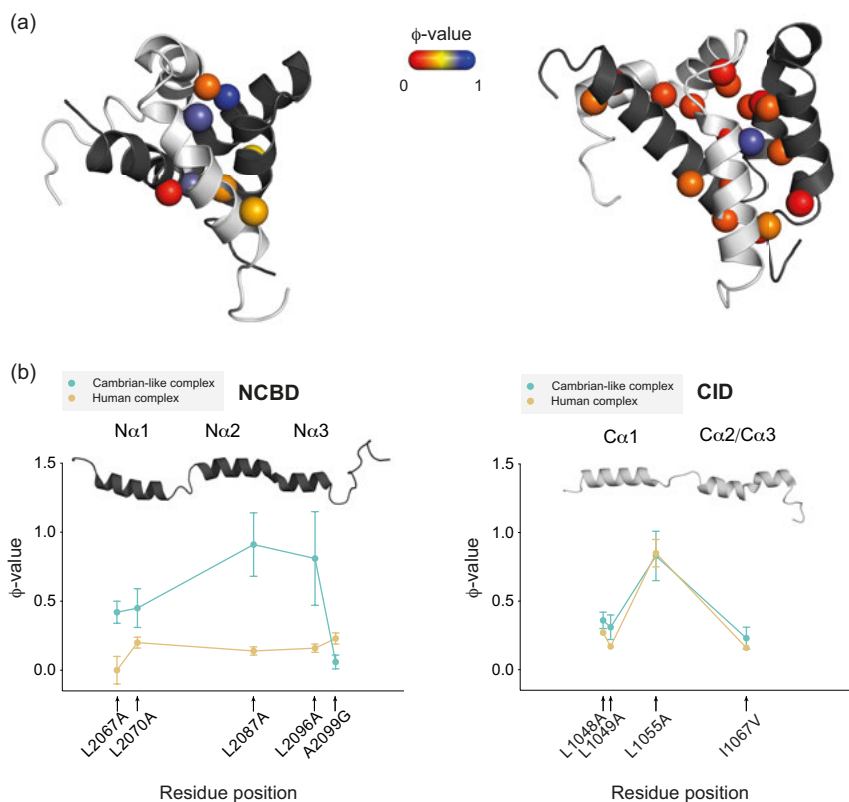 (a)
ϕ-value
0 1
(b)
Cambrian-like complex
Human complex
NCBD
Nα1 Nα2 Nα3
1.5
1.0
0.5
0.0
ϕ-value
L2067A
L2070A
L2087A
L2096A
A2099G
Residue position
Cambrian-like complex
Human complex
CID
Cα1 Cα2/Cα3
1.5
1.0
0.5
0.0
ϕ-value
L1048A
L1049A
L1055A
I1067V
Residue position